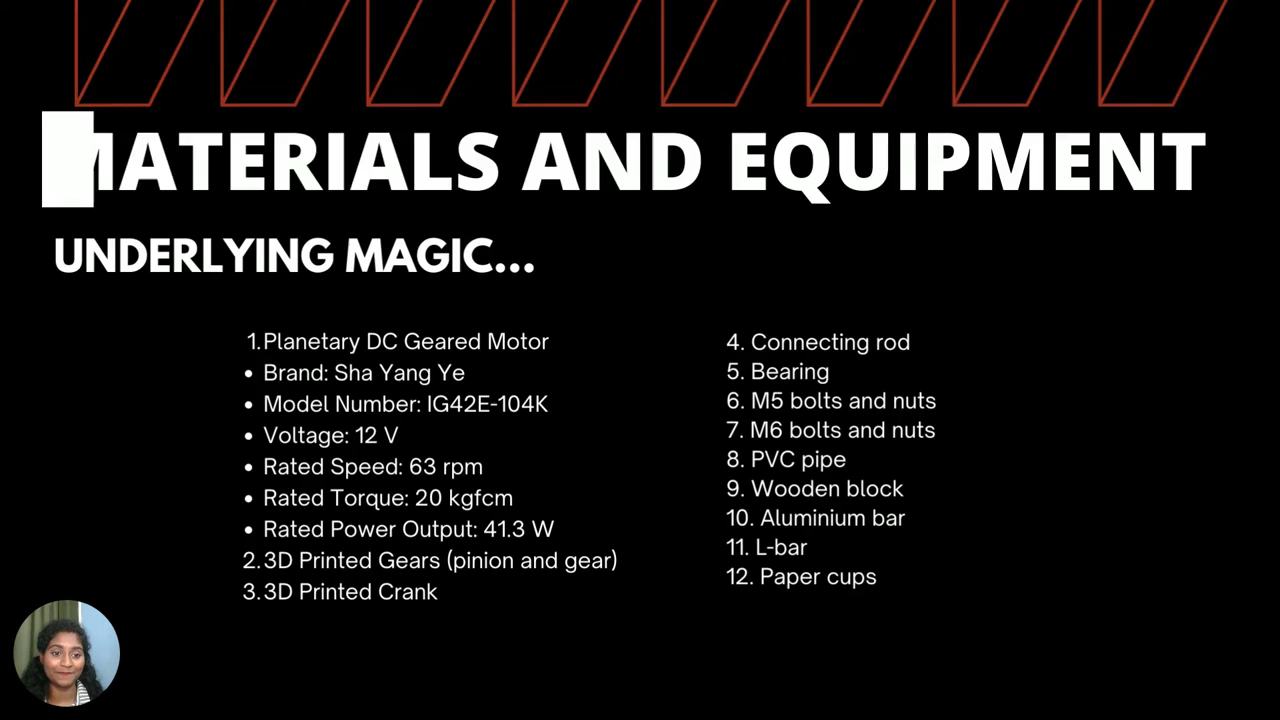 MATERIALS AND EQUIPMENT
UNDERLYING MAGIC...
1. Planetary DC Geared Motor
• Brand: Sha Yang Ye
• Model Number: IG42E-104K
• Voltage: 12 V
• Rated Speed: 63 rpm
• Rated Torque: 20 kgfcm
• Rated Power Output: 41.3 W
2. 3D Printed Gears (pinion and gear)
3. 3D Printed Crank
4. Connecting rod
5. Bearing
6. M5 bolts and nuts
7. M6 bolts and nuts
8. PVC pipe
9. Wooden block
10. Aluminium bar
11. L-bar
12. Paper cups